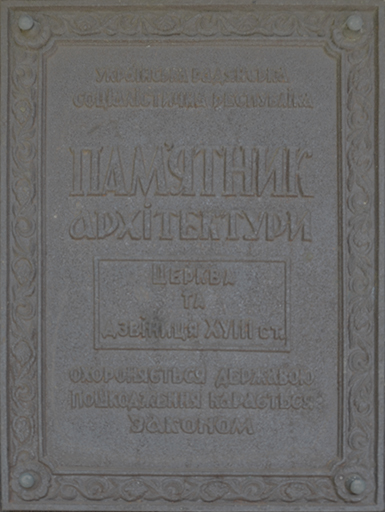 УКРАЇНСЬКА РАДЯНСЬКА
СОЦІАЛІСТИЧНА РЕСПУБЛІКА
ПАМ'ЯТНИК
АРХІТЕКТУРИ
ЦЕРКВА
ТА
ДЗВІНИЦЯ XVIII ст.
ОХОРОНЯЄТЬСЯ ДЕРЖАВОЮ
ПОШКОДЖЕННЯ КАРАЄТЬСЯ
ЗАКОНОМ